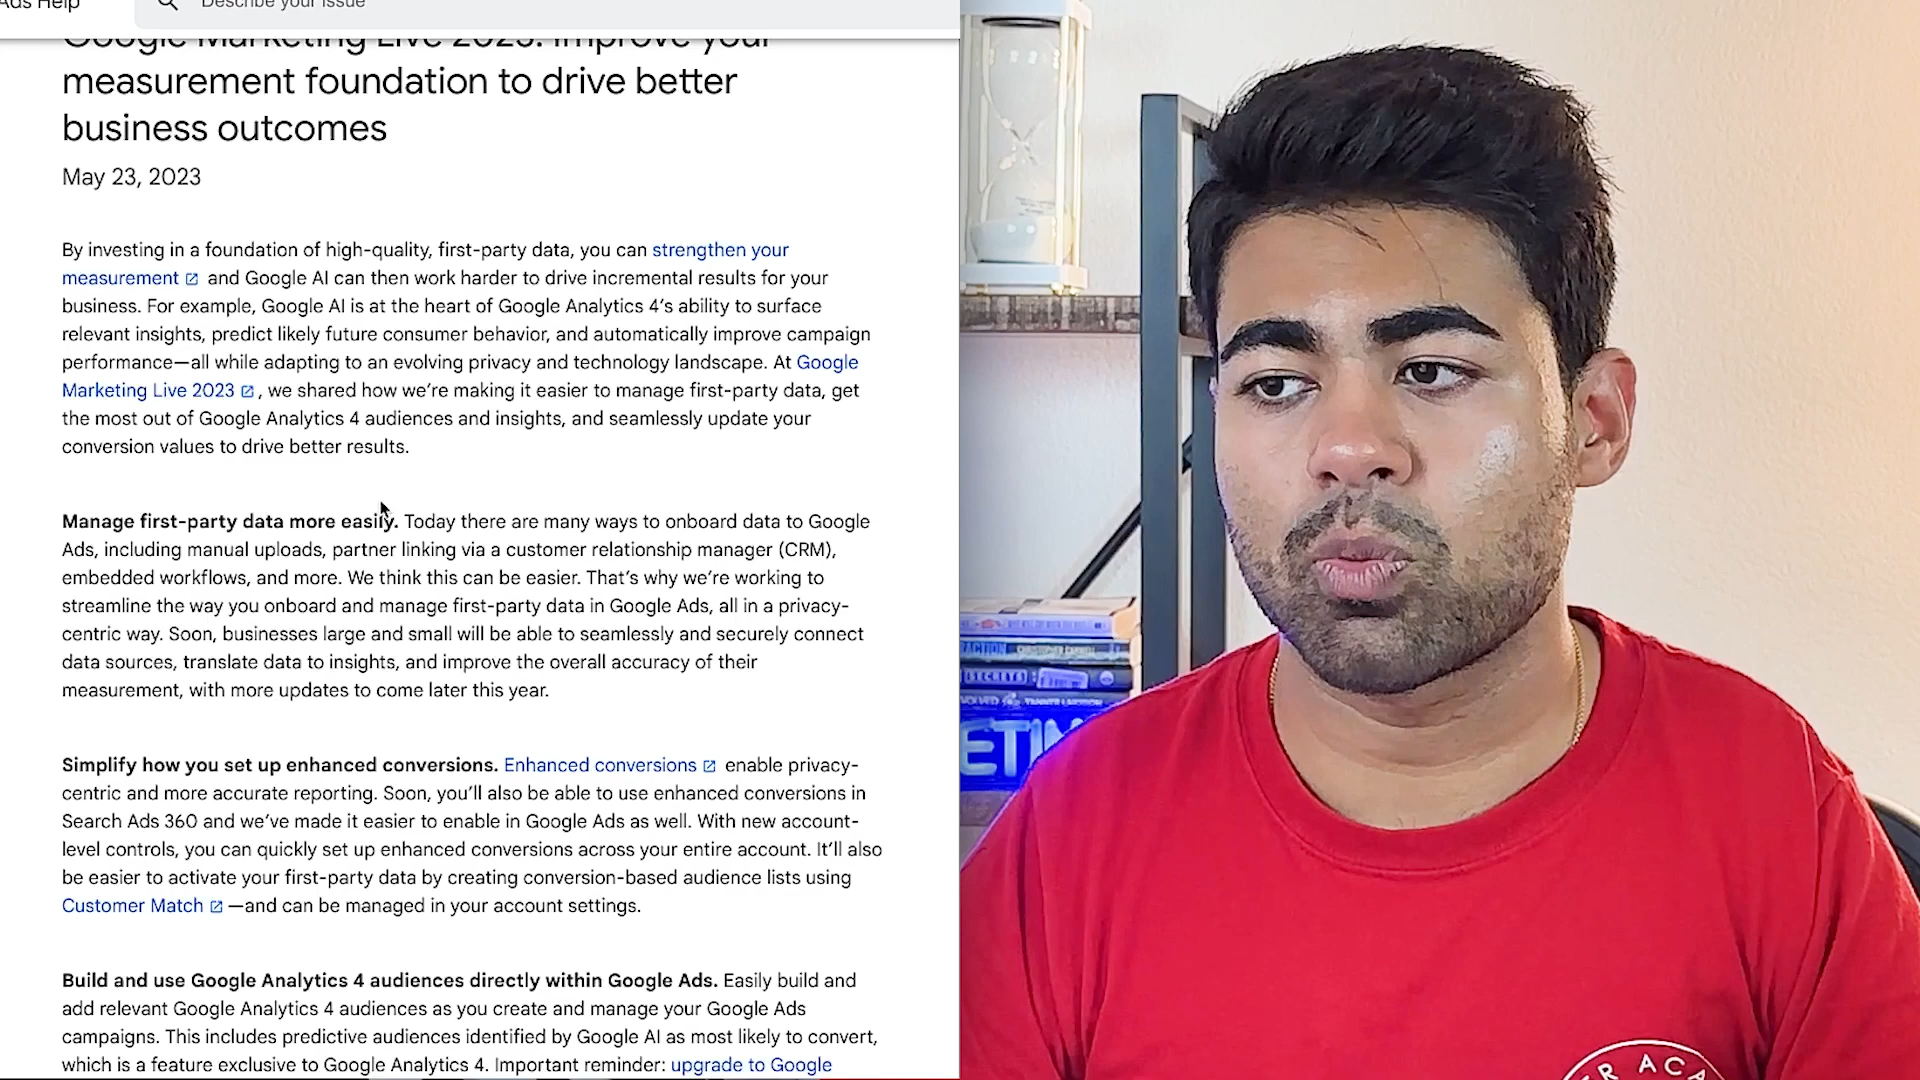 Ads Help
Describe your issue
Google Marketing Live 2023: Improve your
measurement foundation to drive better
business outcomes
May 23, 2023
By investing in a foundation of high-quality, first-party data, you can strengthen your
measurement and Google AI can then work harder to drive incremental results for your
business. For example, Google AI is at the heart of Google Analytics 4’s ability to surface
relevant insights, predict likely future consumer behavior, and automatically improve campaign
performance—all while adapting to an evolving privacy and technology landscape. At Google
Marketing Live 2023 , we shared how we’re making it easier to manage first-party data, get
the most out of Google Analytics 4 audiences and insights, and seamlessly update your
conversion values to drive better results.
Manage first-party data more easily. Today there are many ways to onboard data to Google
Ads, including manual uploads, partner linking via a customer relationship manager (CRM),
embedded workflows, and more. We think this can be easier. That’s why we’re working to
streamline the way you onboard and manage first-party data in Google Ads, all in a privacy-
centric way. Soon, businesses large and small will be able to seamlessly and securely connect
data sources, translate data to insights, and improve the overall accuracy of their
measurement, with more updates to come later this year.
Simplify how you set up enhanced conversions. Enhanced conversions enable privacy-
centric and more accurate reporting. Soon, you’ll also be able to use enhanced conversions in
Search Ads 360 and we’ve made it easier to enable in Google Ads as well. With new account-
level controls, you can quickly set up enhanced conversions across your entire account. It’ll also
be easier to activate your first-party data by creating conversion-based audience lists using
Customer Match —and can be managed in your account settings.
Build and use Google Analytics 4 audiences directly within Google Ads. Easily build and
add relevant Google Analytics 4 audiences as you create and manage your Google Ads
campaigns. This includes predictive audiences identified by Google AI as most likely to convert,
which is a feature exclusive to Google Analytics 4. Important reminder: upgrade to Google
SECRETS
ETIN
R ACA